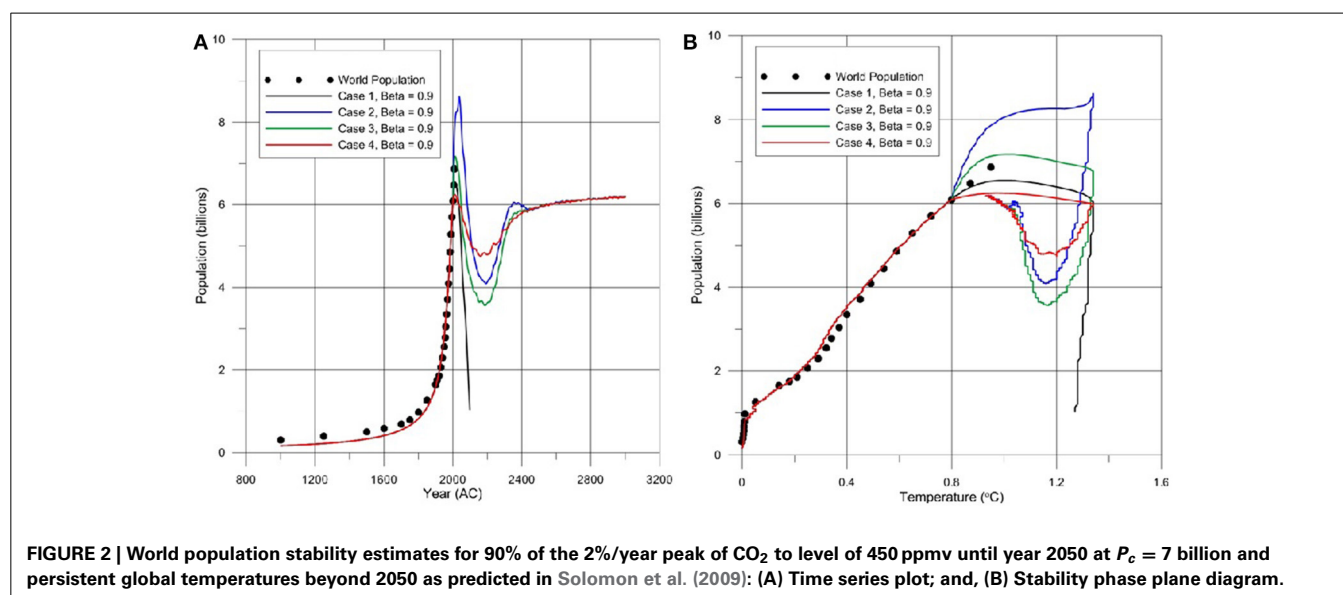 A
10
8
6
4
2
0
Population (billions)
World Population
Case 1, Beta = 0.9
Case 2, Beta = 0.9
Case 3, Beta = 0.9
Case 4, Beta = 0.9
800 1200 1600 2000 2400 2800 3200
Year (AC)
B
10
8
6
4
2
0
Population (billions)
World Population
Case 1, Beta = 0.9
Case 2, Beta = 0.9
Case 3, Beta = 0.9
Case 4, Beta = 0.9
0 0.4 0.8 1.2 1.6
Temperature (°C)
FIGURE 2 | World population stability estimates for 90% of the 2%/year peak of CO₂ to level of 450 ppmv until year 2050 at Pc = 7 billion and
persistent global temperatures beyond 2050 as predicted in Solomon et al. (2009): (A) Time series plot; and, (B) Stability phase plane diagram.